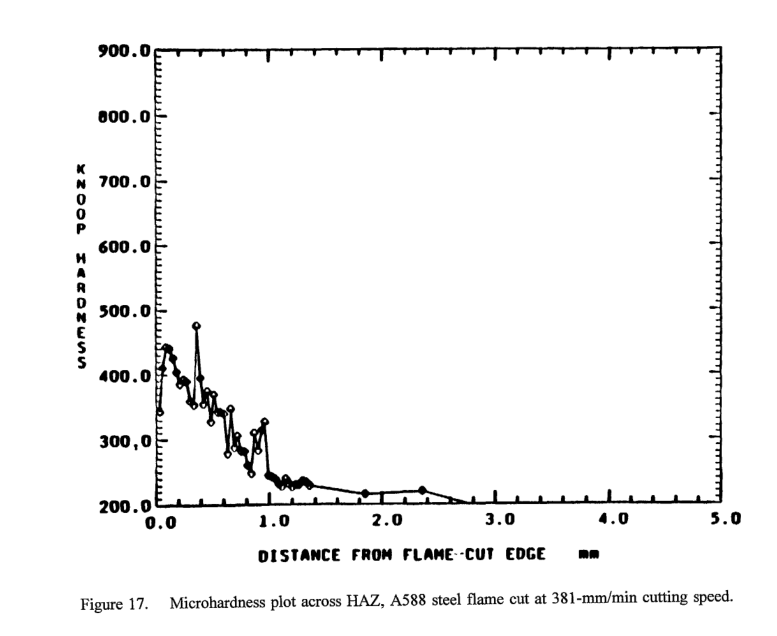 900.0
800.0
700.0
600.0
500.0
400.0
300,0
200.0
KNOOP HARDNESS
0.0 1.0 2.0 3.0 4.0 5.0
DISTANCE FROM FLAME-CUT EDGE mm
Figure 17. Microhardness plot across HAZ, A588 steel flame cut at 381-mm/min cutting speed.